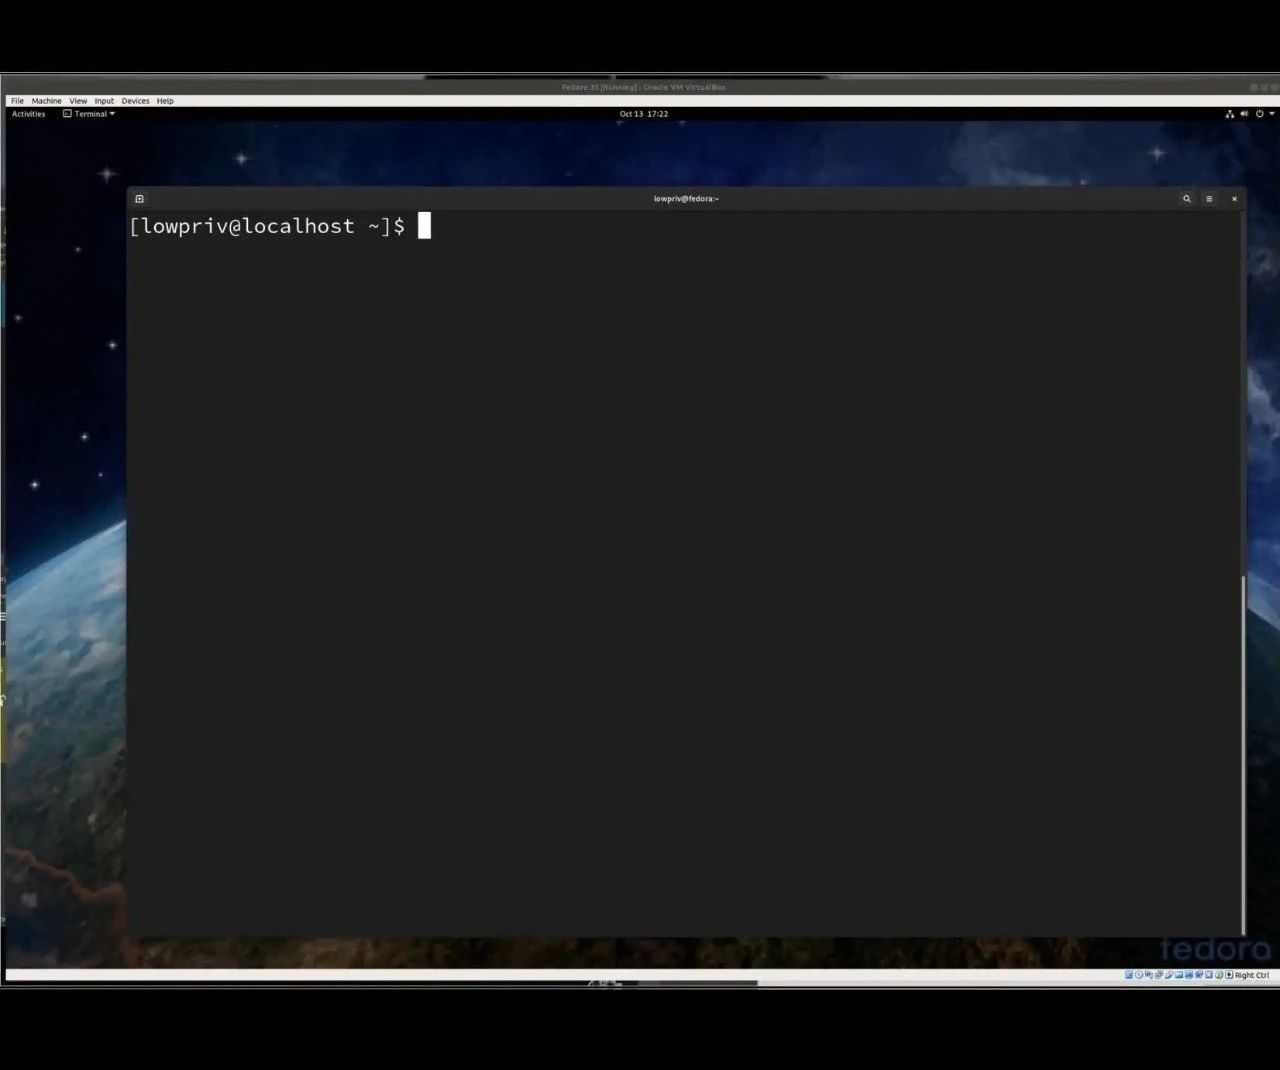 Fedora 35 [Running] - Oracle VM VirtualBox
File Machine View Input Devices Help
Activities Terminal Oct 13 17:22
lowpriv@fedora:~
[lowpriv@localhost ~]$
fedora
Right Ctrl